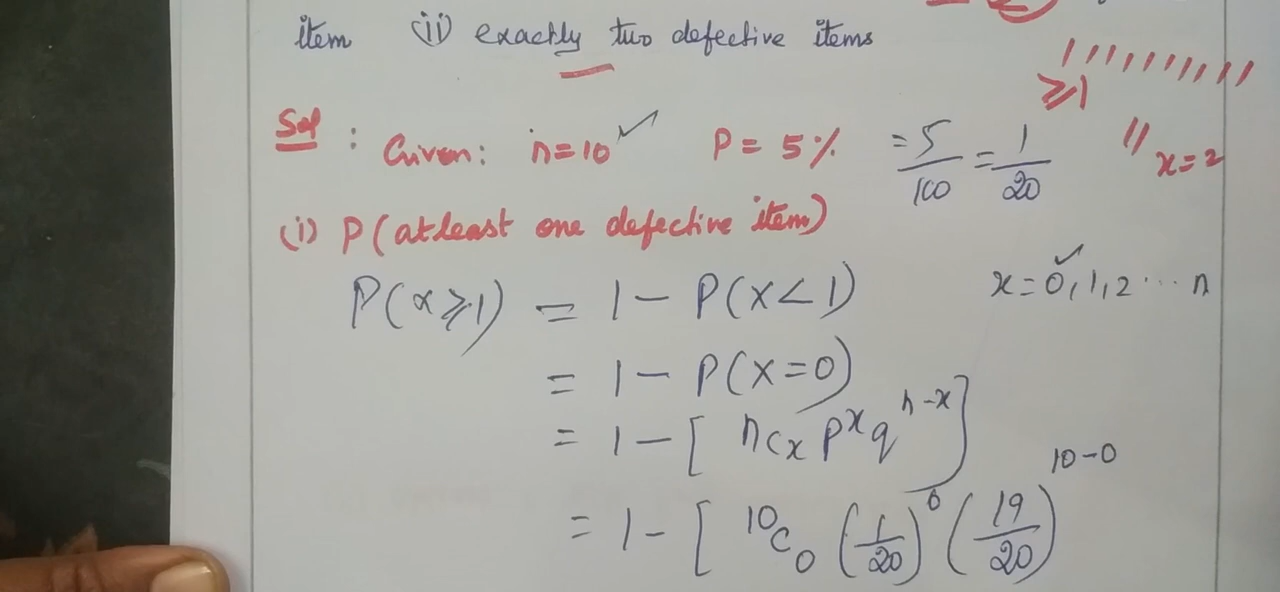 item (ii) exactly two defective items
≥1
Sol : Given: n=10 ✓ P = 5% = 5/100 = 1/20
x=2
(i) P(atleast one defective item)
P(x≥1) = 1 - P(x<1)
x=0,1,2...n
= 1 - P(x=0)
= 1 - [ nCx p^x q^n-x ]
= 1 - [ 10C0 (1/20)^0 (19/20)^10-0